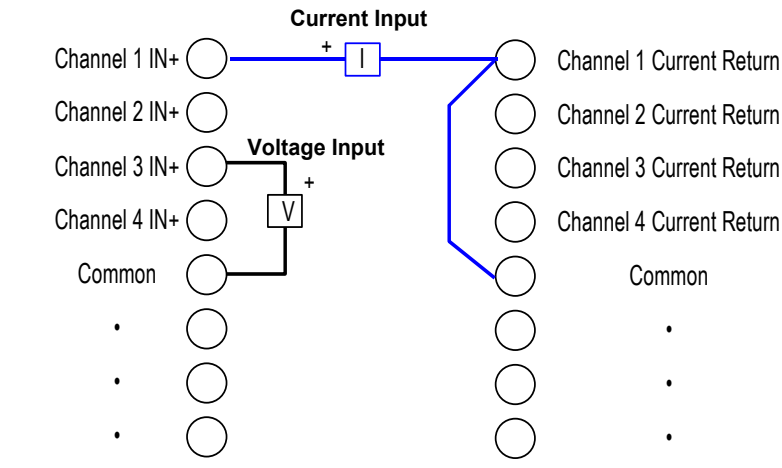 Current Input
Channel 1 IN+
+
I
Channel 1 Current Return
Channel 2 IN+
Channel 2 Current Return
Voltage Input
Channel 3 IN+
+
Channel 3 Current Return
Channel 4 IN+
V
Channel 4 Current Return
Common
Common
•
•
•
•
•
•